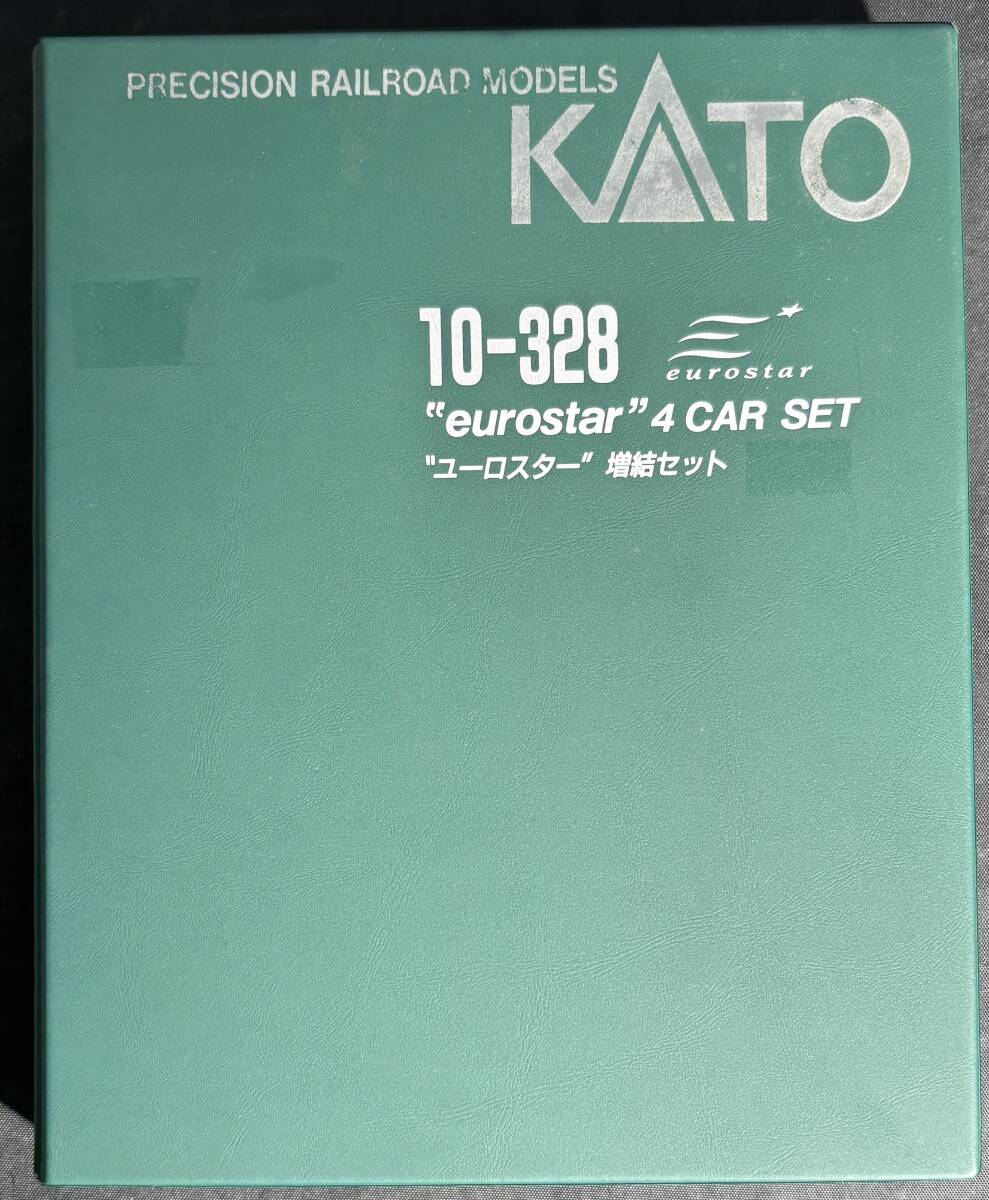 PRECISION RAILROAD MODELS
KATO
10-328
eurostar
"eurostar" 4 CAR SET
"ユーロスター" 増結セット